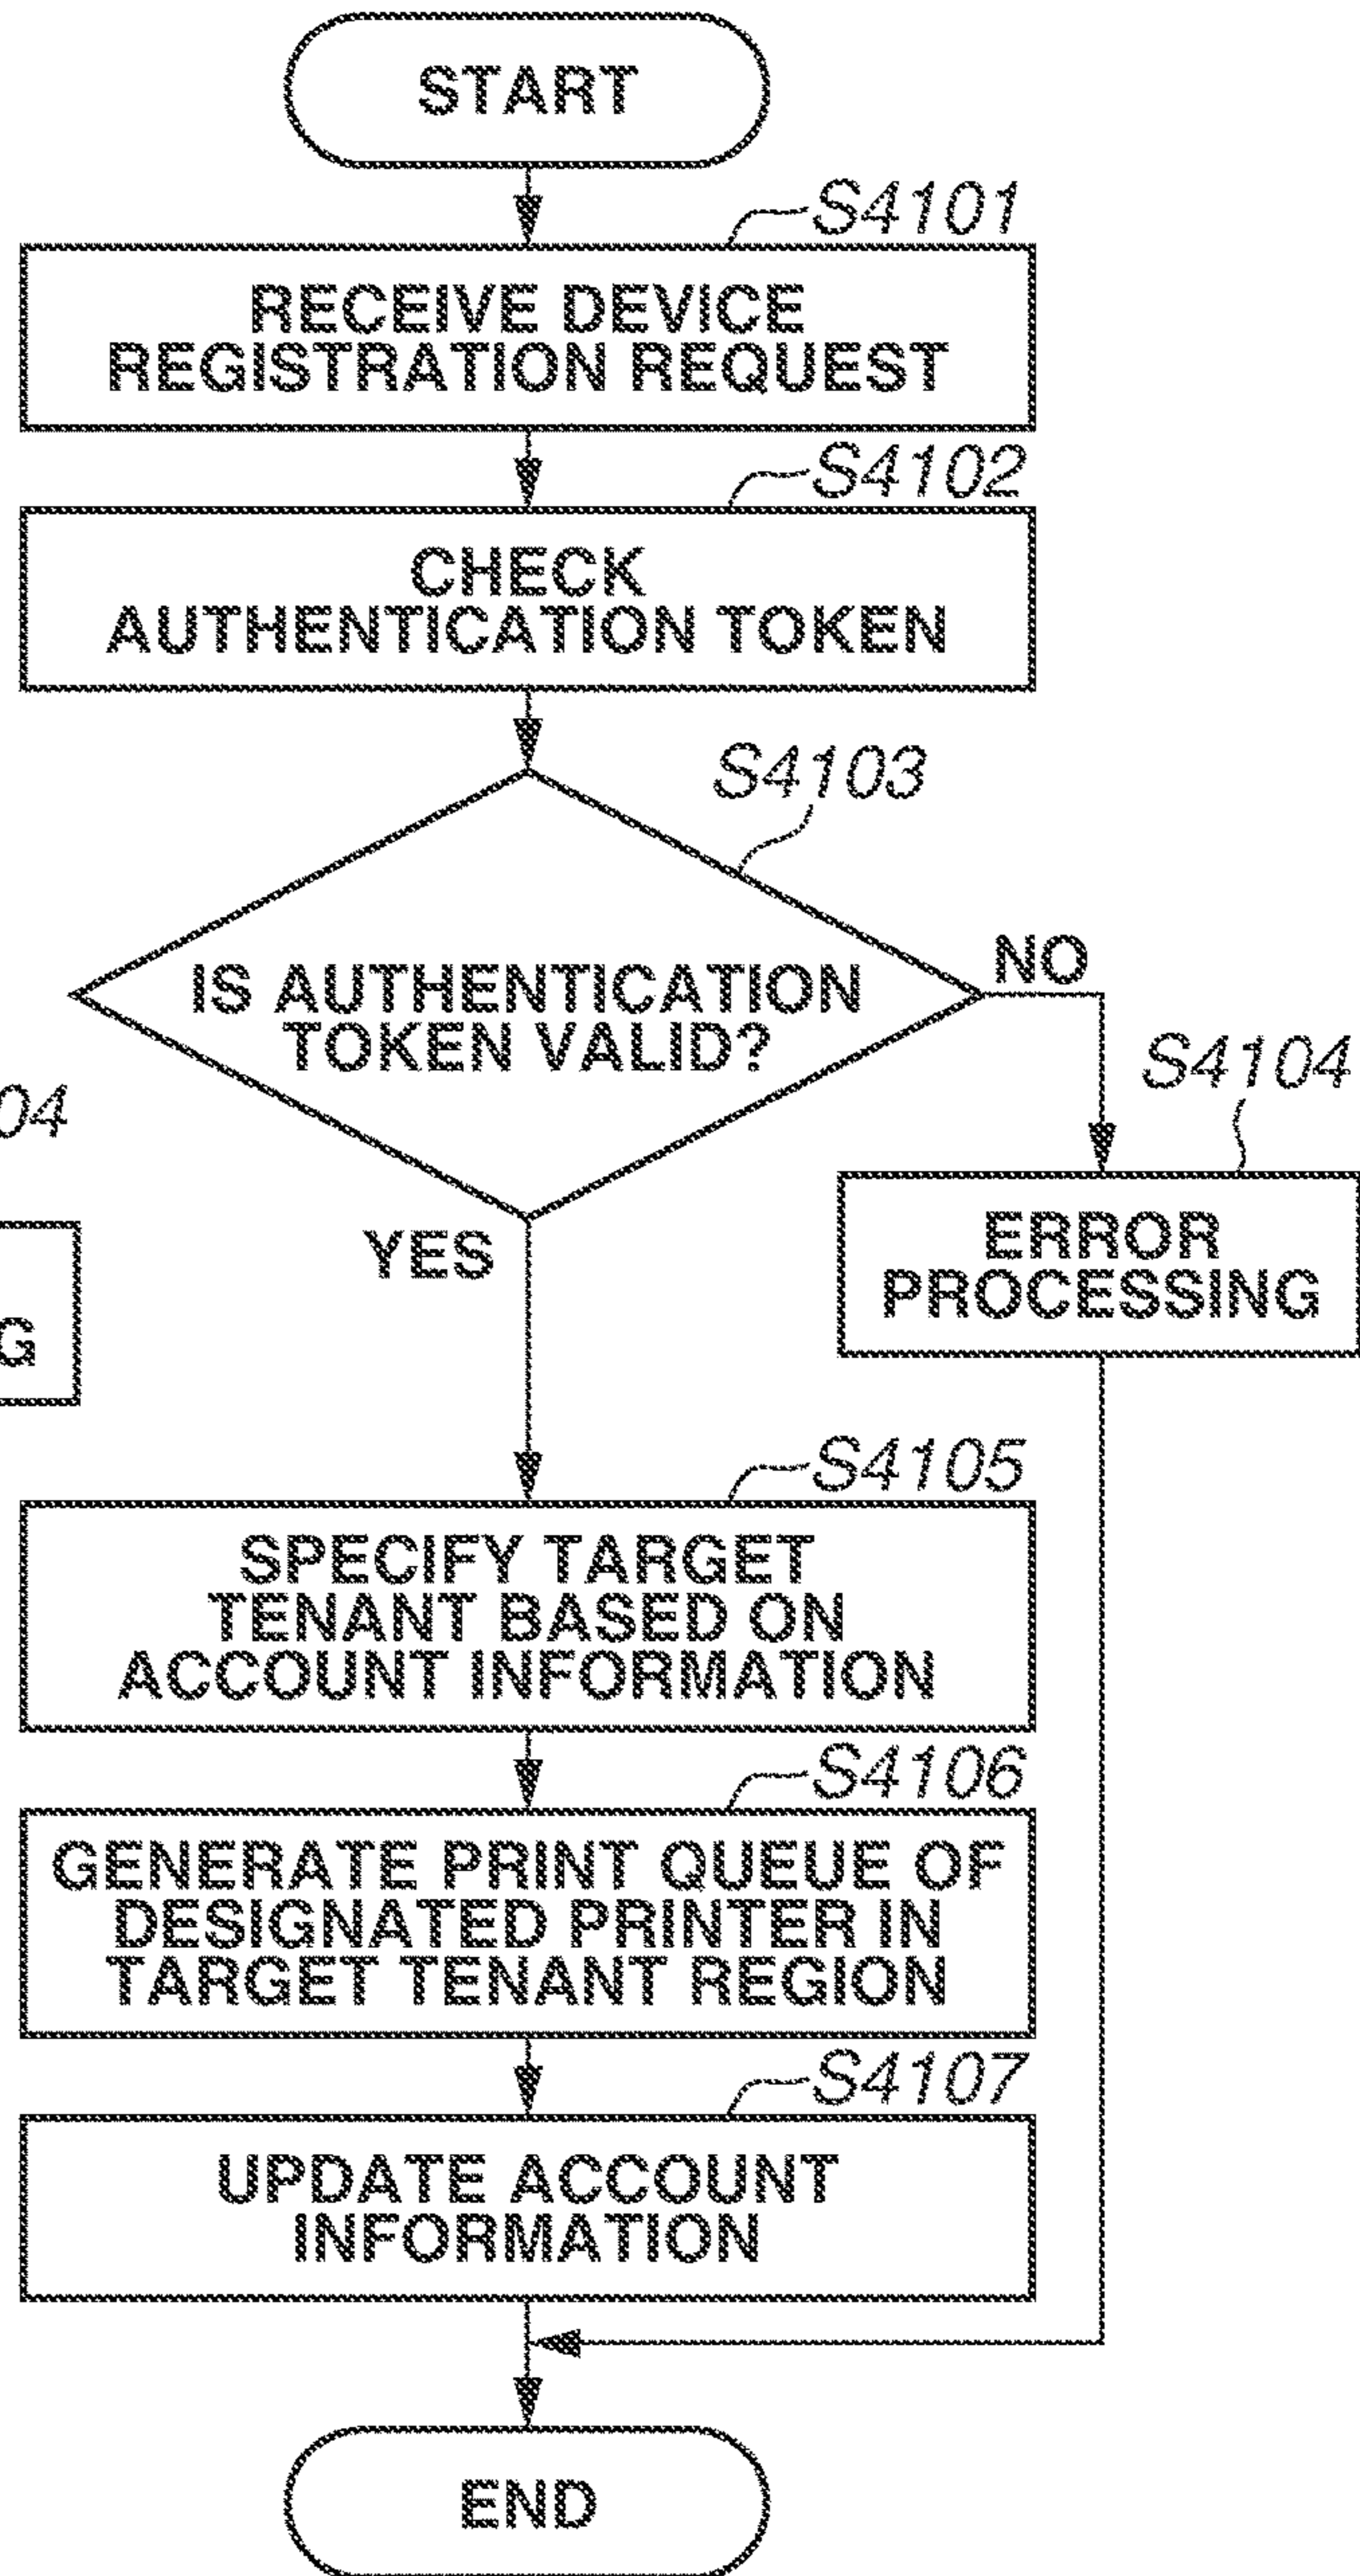 START
S4101
RECEIVE DEVICE
REGISTRATION REQUEST
S4102
CHECK
AUTHENTICATION TOKEN
S4103
IS AUTHENTICATION
TOKEN VALID?
NO
S4104
04
YES
ERROR
PROCESSING
G
S4105
SPECIFY TARGET
TENANT BASED ON
ACCOUNT INFORMATION
S4106
GENERATE PRINT QUEUE OF
DESIGNATED PRINTER IN
TARGET TENANT REGION
S4107
UPDATE ACCOUNT
INFORMATION
END